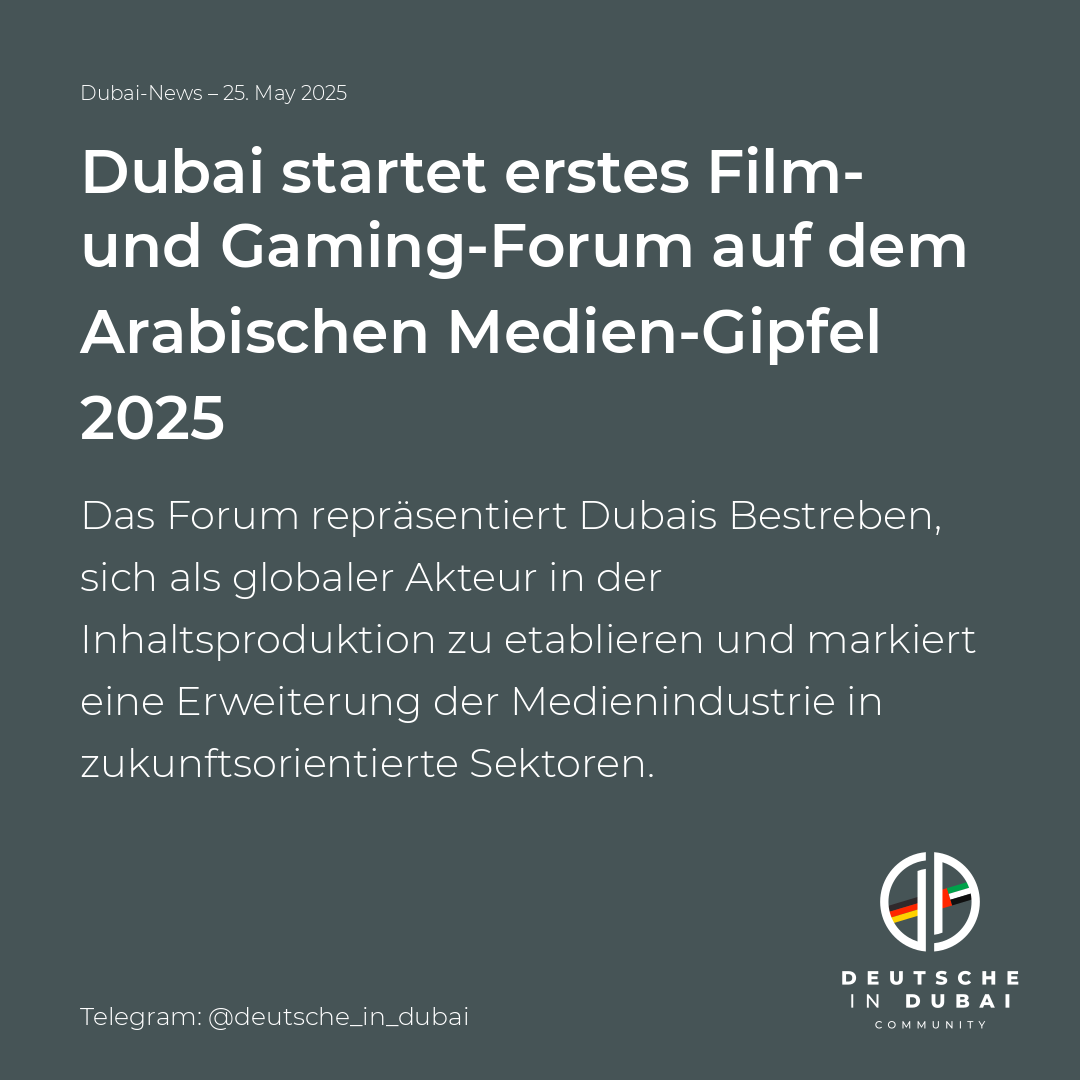 Dubai-News – 25. May 2025
Dubai startet erstes Film-
und Gaming-Forum auf dem
Arabischen Medien-Gipfel
2025
Das Forum repräsentiert Dubais Bestreben,
sich als globaler Akteur in der
Inhaltsproduktion zu etablieren und markiert
eine Erweiterung der Medienindustrie in
zukunftsorientierte Sektoren.
DEUTSCHE
IN DUBAI
COMMUNITY
Telegram: @deutsche_in_dubai